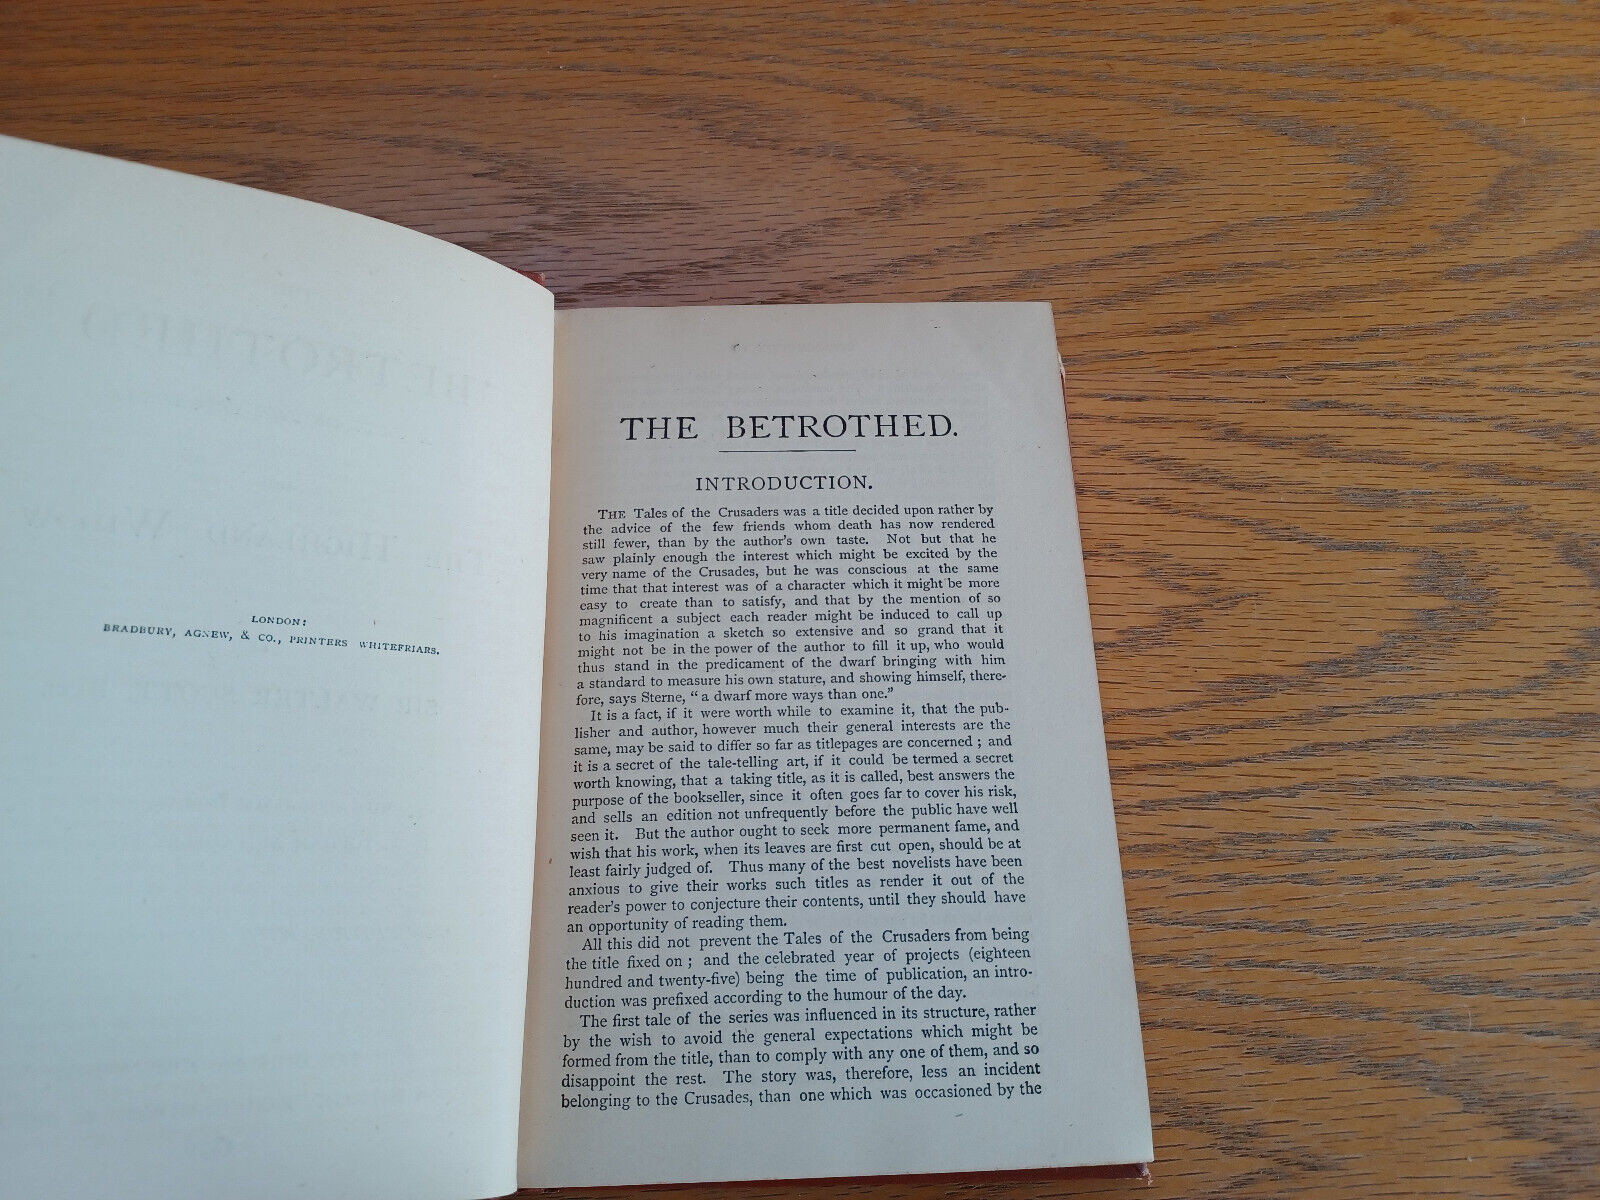 LONDON:
BRADBURY, AGNEW, & CO., PRINTERS WHITEFRIARS.
THE BETROTHED.
INTRODUCTION.
THE Tales of the Crusaders was a title decided upon rather by
the advice of the few friends whom death has now rendered
still fewer, than by the author's own taste. Not but that he
saw plainly enough the interest which might be excited by the
very name of the Crusades, but he was conscious at the same
time that that interest was of a character which it might be more
easy to create than to satisfy, and that by the mention of so
magnificent a subject each reader might be induced to call up
to his imagination a sketch so extensive and so grand that it
might not be in the power of the author to fill it up, who would
thus stand in the predicament of the dwarf bringing with him
a standard to measure his own stature, and showing himself, there-
fore, says Sterne, “a dwarf more ways than one.”
It is a fact, if it were worth while to examine it, that the pub-
lisher and author, however much their general interests are the
same, may be said to differ so far as titlepages are concerned ; and
it is a secret of the tale-telling art, if it could be termed a secret
worth knowing, that a taking title, as it is called, best answers the
purpose of the bookseller, since it often goes far to cover his risk,
and sells an edition not unfrequently before the public have well
seen it. But the author ought to seek more permanent fame, and
wish that his work, when its leaves are first cut open, should be at
least fairly judged of. Thus many of the best novelists have been
anxious to give their works such titles as render it out of the
reader's power to conjecture their contents, until they should have
an opportunity of reading them.
All this did not prevent the Tales of the Crusaders from being
the title fixed on ; and the celebrated year of projects (eighteen
hundred and twenty-five) being the time of publication, an intro-
duction was prefixed according to the humour of the day.
The first tale of the series was influenced in its structure, rather
by the wish to avoid the general expectations which might be
formed from the title, than to comply with any one of them, and so
disappoint the rest. The story was, therefore, less an incident
belonging to the Crusades, than one which was occasioned by the